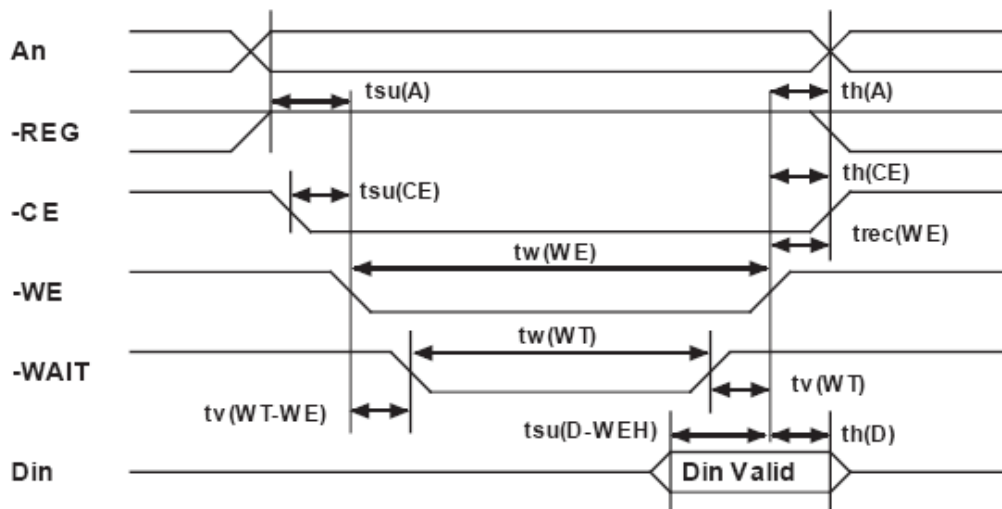 An
tsu(A)
th(A)
-REG
th(CE)
tsu(CE)
-CE
trec(WE)
tw(WE)
-WE
tw(WT)
-WAIT
tv(WT)
tv(WT-WE)
tsu(D-WEH)
th(D)
Din
Din Valid